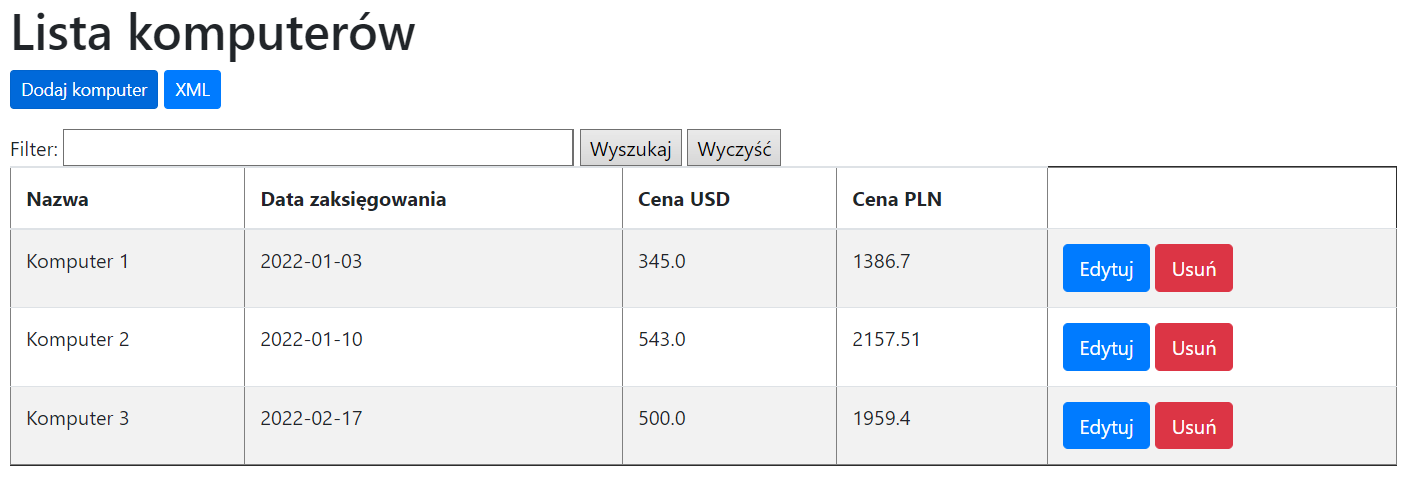 Lista komputerów
Dodaj komputer XML
Filter: Wyszukaj Wyczyść
Nazwa Data zaksięgowania Cena USD Cena PLN
Komputer 1 2022-01-03 345.0 1386.7 Edytuj Usuń
Komputer 2 2022-01-10 543.0 2157.51 Edytuj Usuń
Komputer 3 2022-02-17 500.0 1959.4 Edytuj Usuń